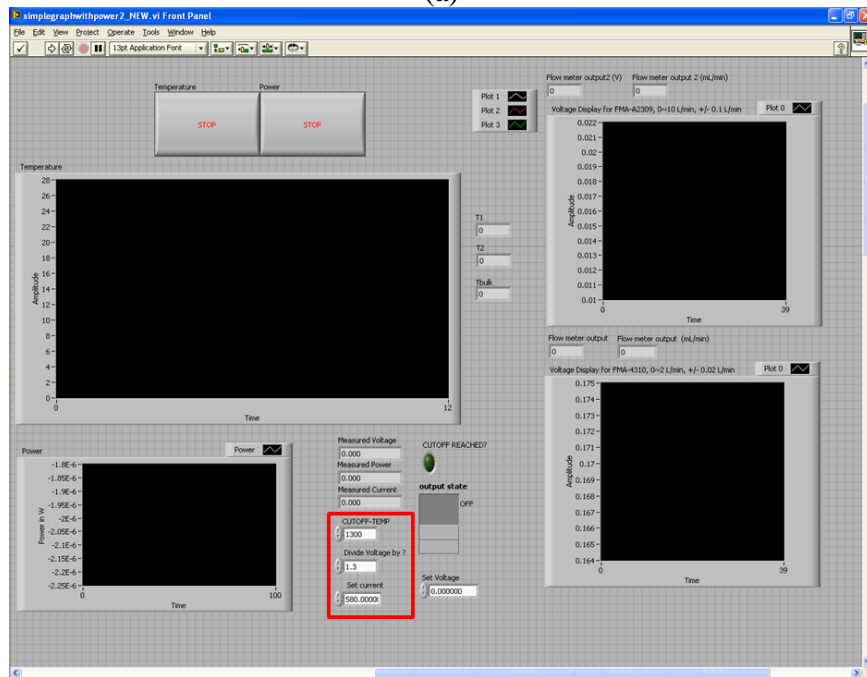 (a)
simplegraphwithpower2_NEW.vi Front Panel
File Edit View Project Operate Tools Window Help
13pt Application Font
Temperature Power
STOP STOP
Plot 1
Plot 2
Plot 3
Flow meter output2 (V) Flow meter output 2 (mL/min)
0 0
Voltage Display for FMA-A2309, 0~10 L/min, +/- 0.1 L/min Plot 0
0.022
0.021
0.02
0.019
0.018
0.017
0.016
0.015
0.014
0.013
0.012
0.011
0.01
Amplitude
0 39
Time
Temperature
28
26
24
22
20
18
16
14
12
10
8
6
4
2
0
Amplitude
0 12
Time
T1
0
T2
0
Tbulk
0
Flow meter output Flow meter output (mL/min)
0 0
Voltage Display for FMA-4310, 0~2 L/min, +/- 0.02 L/min Plot 0
0.175
0.174
0.173
0.172
0.171
0.17
0.169
0.168
0.167
0.166
0.165
0.164
Amplitude
0 39
Time
Power Power
-1.8E-6
-1.85E-6
-1.9E-6
-1.95E-6
-2E-6
-2.05E-6
-2.1E-6
-2.15E-6
-2.2E-6
-2.25E-6
Power in W
0 100
Time
Measured Voltage
0.000
Measured Power
0.000
Measured Current
0.000
CUTOFF REACHED?
output state
OFF
CUTOFF-TEMP
1300
Divide Voltage by ?
1.3
Set current
580.0000
Set Voltage
0.000000